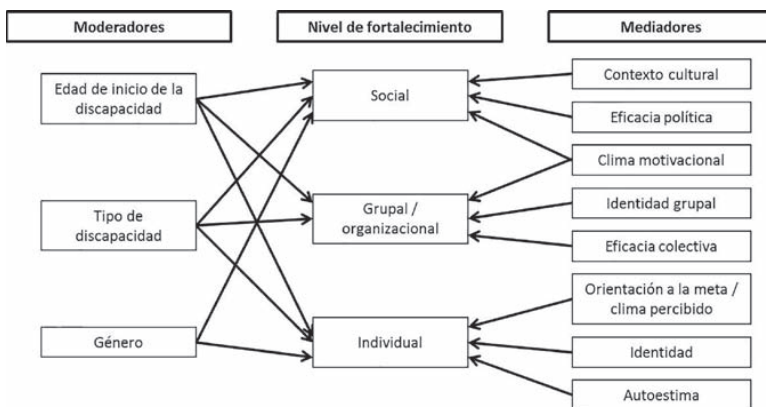 Moderadores
Nivel de fortalecimiento
Mediadores
Edad de inicio de la
discapacidad
Tipo de
discapacidad
Género
Social
Grupal /
organizacional
Individual
Contexto cultural
Eficacia política
Clima motivacional
Identidad grupal
Eficacia colectiva
Orientación a la meta /
clima percibido
Identidad
Autoestima